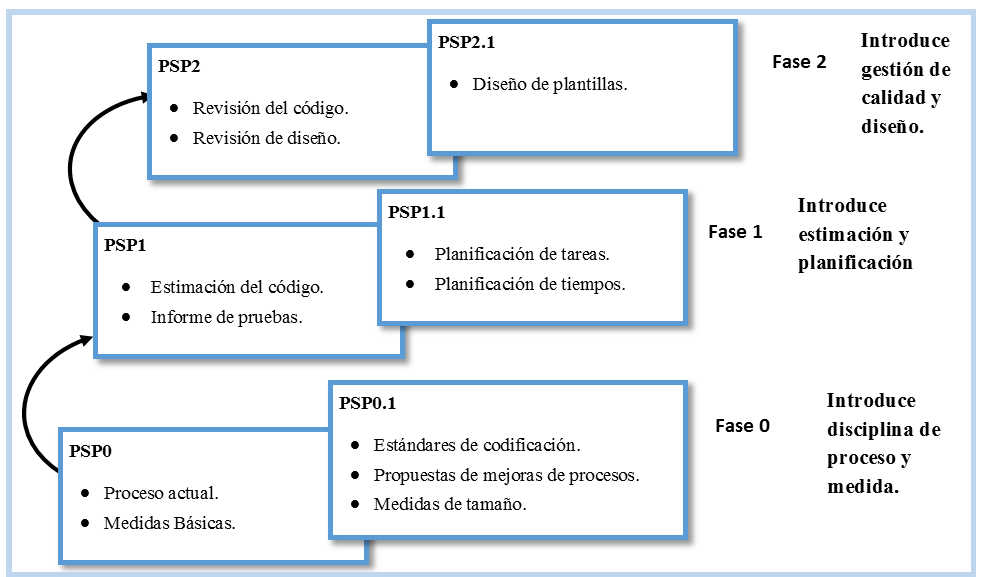 PSP2
Revisión del código.
Revisión de diseño.
PSP2.1
Diseño de plantillas.
Fase 2
Introduce
gestión de
calidad y
diseño.
PSP1
Estimación del código.
Informe de pruebas.
PSP1.1
Planificación de tareas.
Planificación de tiempos.
Fase 1
Introduce
estimación y
planificación
PSP0
Proceso actual.
Medidas Básicas.
PSP0.1
Estándares de codificación.
Propuestas de mejoras de procesos.
Medidas de tamaño.
Fase 0
Introduce
disciplina de
proceso y
medida.